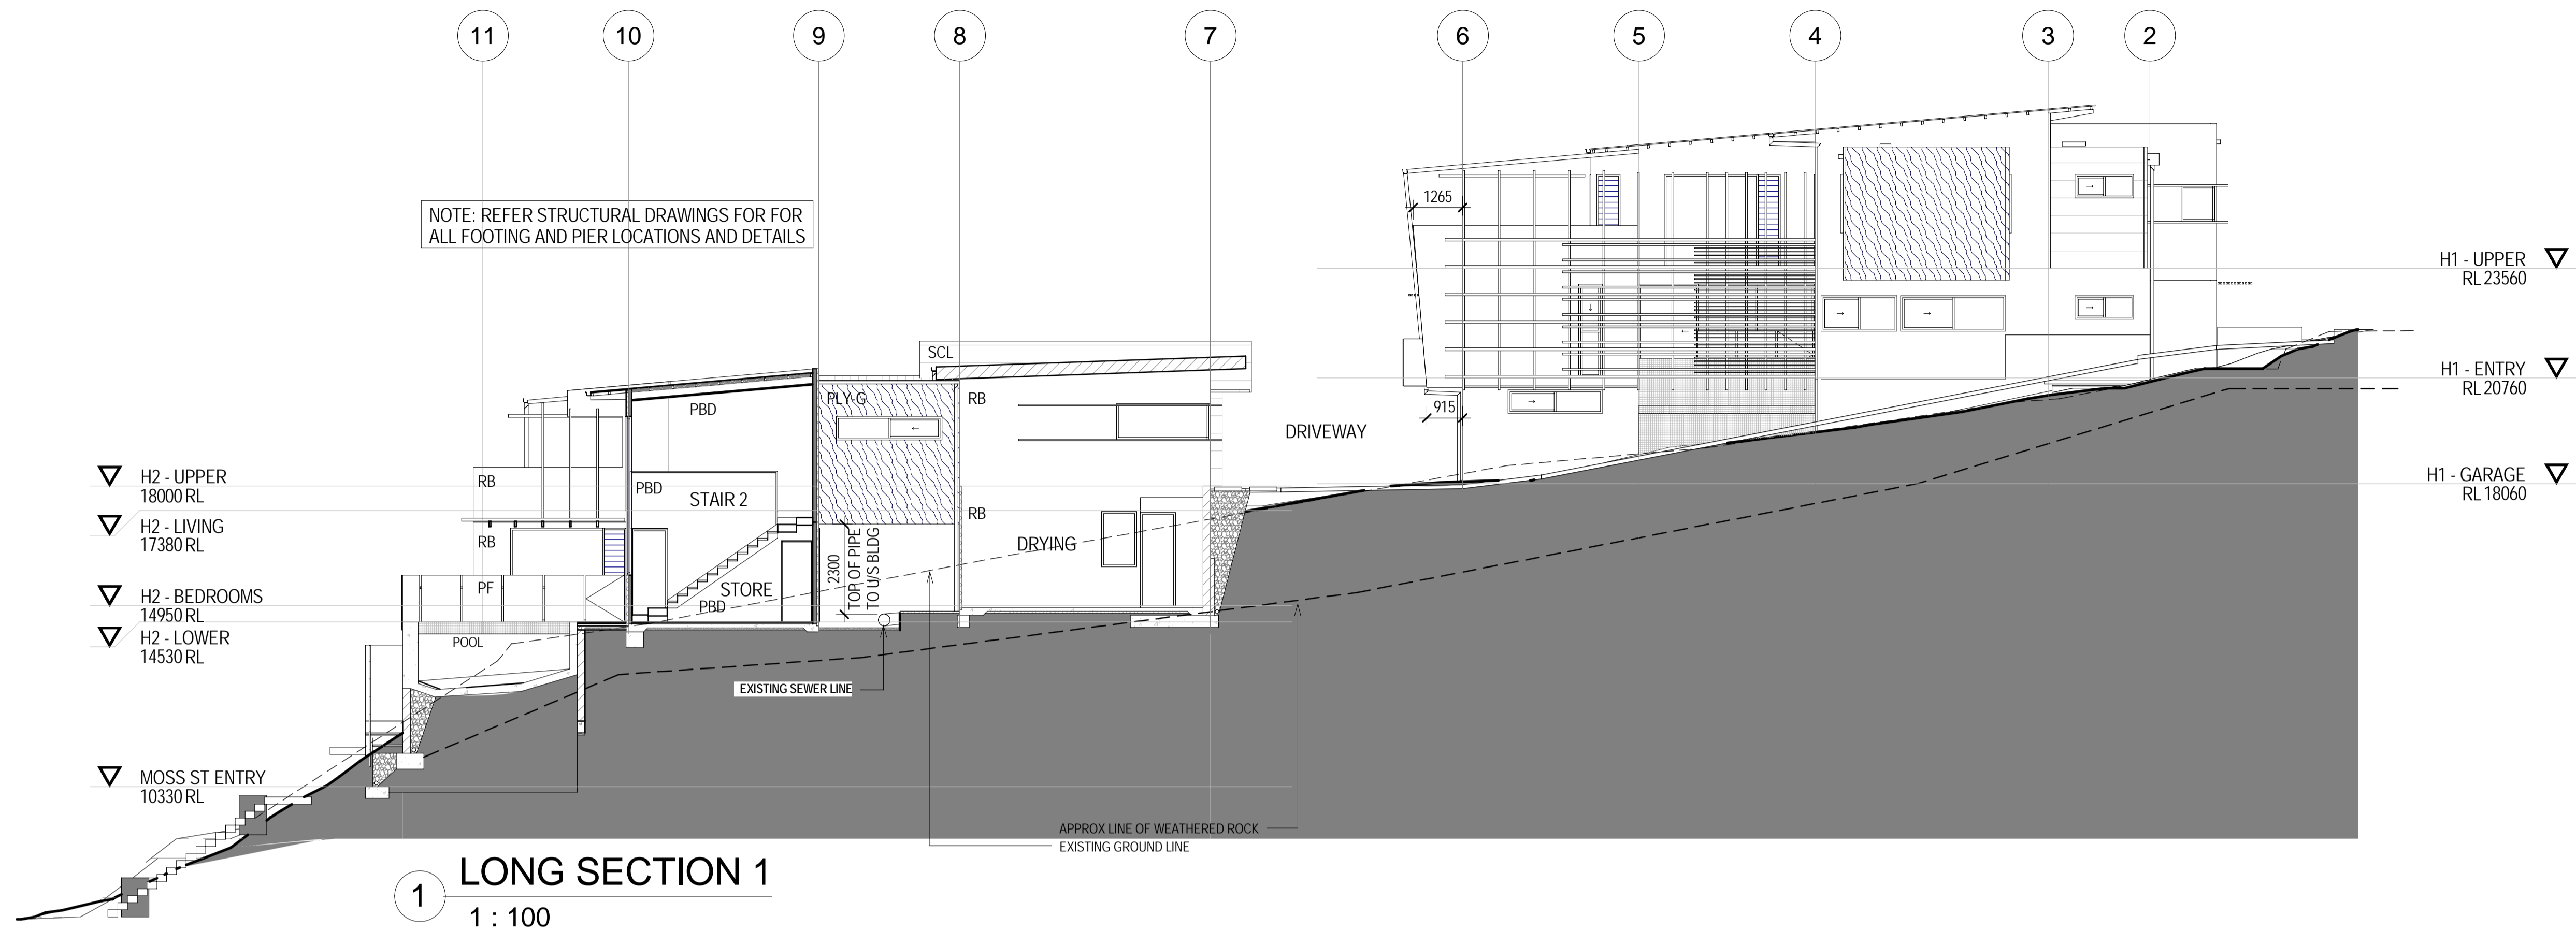 11
10
9
8
7
6
5
4
3
2
NOTE: REFER STRUCTURAL DRAWINGS FOR FOR
ALL FOOTING AND PIER LOCATIONS AND DETAILS
1265
915
H1 - UPPER
RL 23560
H1 - ENTRY
RL 20760
H1 - GARAGE
RL 18060
SCL
PBD
PLY-G
RB
DRIVEWAY
H2 - UPPER
18000 RL
H2 - LIVING
17380 RL
H2 - BEDROOMS
14950 RL
H2 - LOWER
14530 RL
MOSS ST ENTRY
10330 RL
RB
RB
PF
POOL
PBD
STAIR 2
STORE
PBD
2300
TOP OF PIPE
TO U/S BLDG
RB
DRYING
EXISTING SEWER LINE
APPROX LINE OF WEATHERED ROCK
EXISTING GROUND LINE
1
LONG SECTION 1
1 : 100